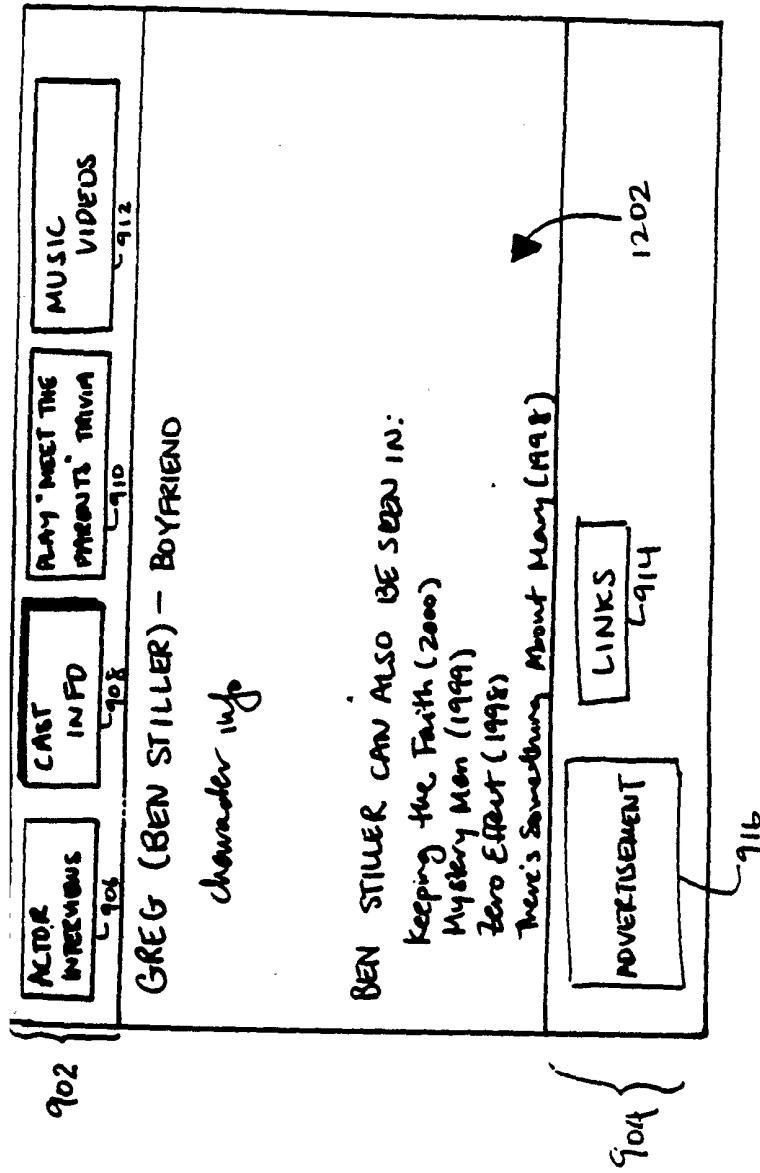 902
ACTOR
INTERVIEWS
906
CAST
INFO
908
PLAY "MEET THE
PARENTS" TRIVIA
910
MUSIC
VIDEOS
912
GREG (BEN STILLER) – BOYFRIEND
character info
BEN STILLER CAN ALSO BE SEEN IN:
Keeping the Faith (2000)
Mystery Men (1999)
Zero Effect (1998)
There's Something About Mary (1998)
1202
904
ADVERTISEMENT
916
LINKS
914